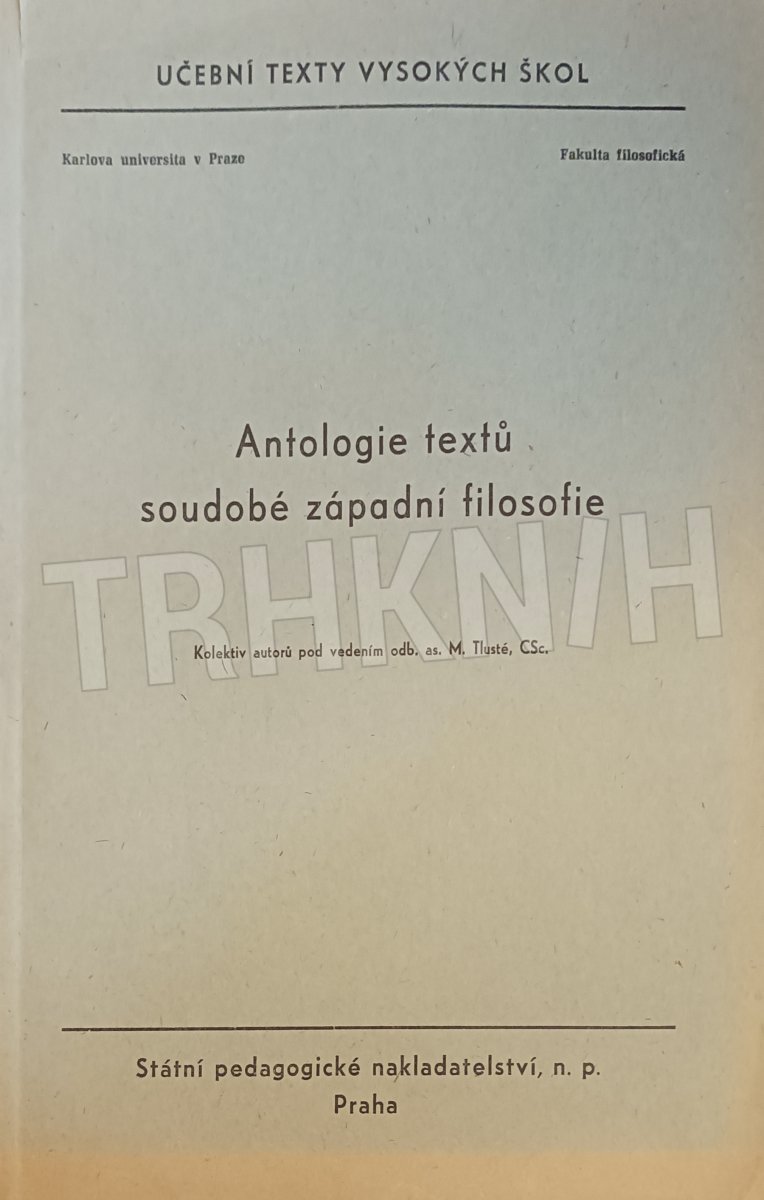 UČEBNÍ TEXTY VYSOKÝCH ŠKOL
Karlova universita v Praze
Fakulta filosofická
Antologie textů
soudobé západní filosofie
TRHKNIH
Kolektiv autorů pod vedením odb. as. M. Tlusté, CSc.
Státní pedagogické nakladatelství, n. p.
Praha